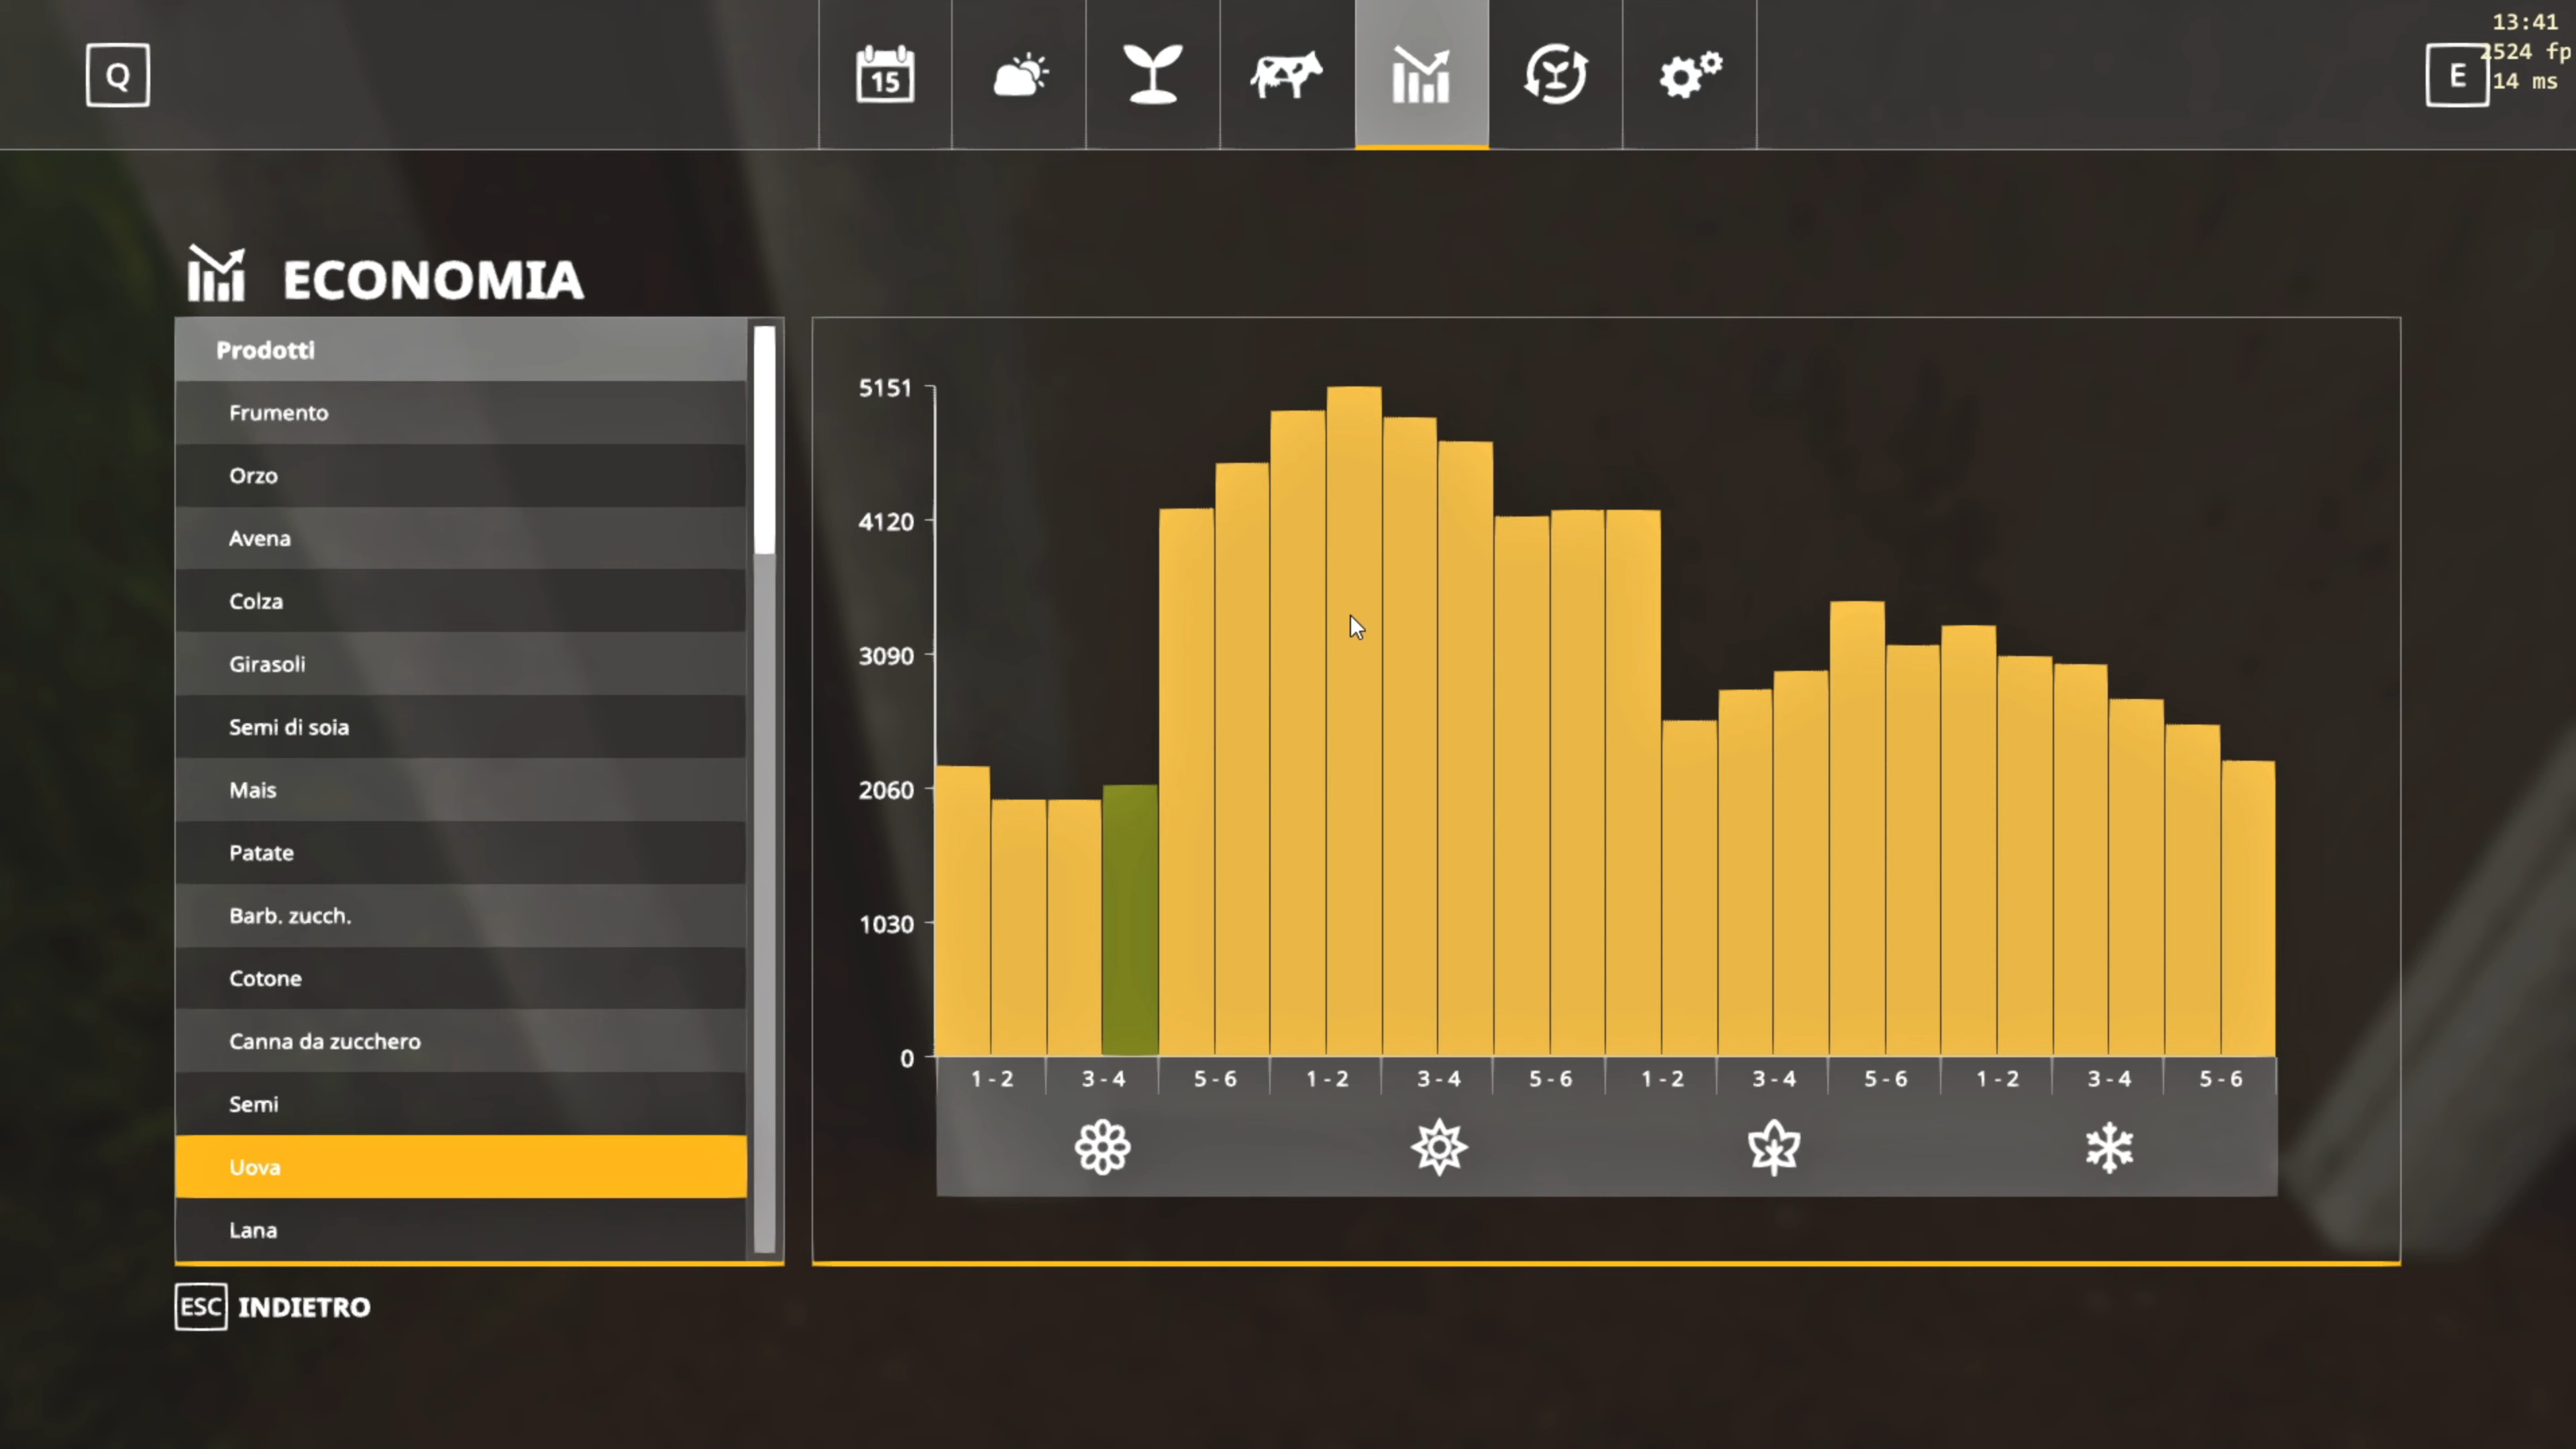 Q
15
13:41
2524 fp
E
14 ms
ECONOMIA
Prodotti
Frumento
Orzo
Avena
Colza
Girasoli
Semi di soia
Mais
Patate
Barb. zucch.
Cotone
Canna da zucchero
Semi
Uova
Lana
5151
4120
3090
2060
1030
0
1 - 2 3 - 4 5 - 6 1 - 2 3 - 4 5 - 6 1 - 2 3 - 4 5 - 6 1 - 2 3 - 4 5 - 6
ESC INDIETRO